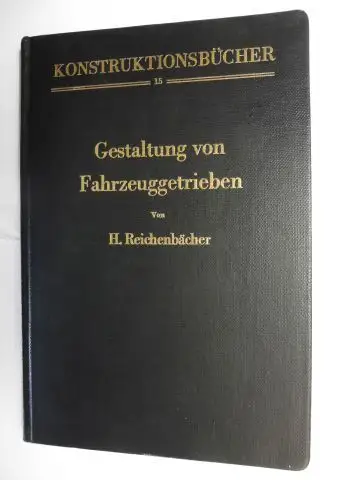 KONSTRUKTIONSBÜCHER
15
Gestaltung von
Fahrzeuggetrieben
Von
H. Reichenbächer